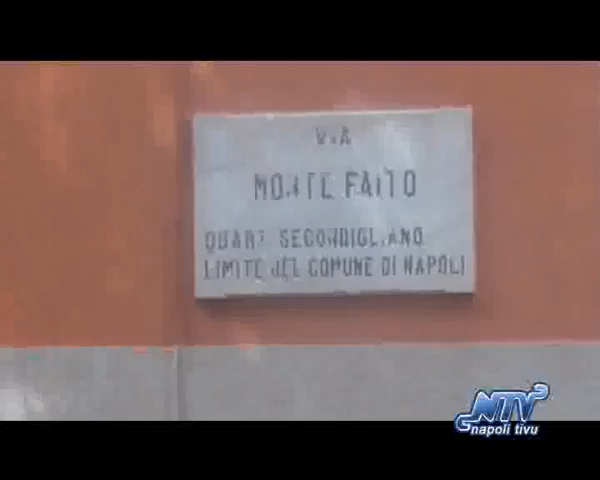 VIA
MONTE FAITO
QUART. SECONDIGLIANO
LIMITE DEL COMUNE DI NAPOLI
NTV
napoli tivu